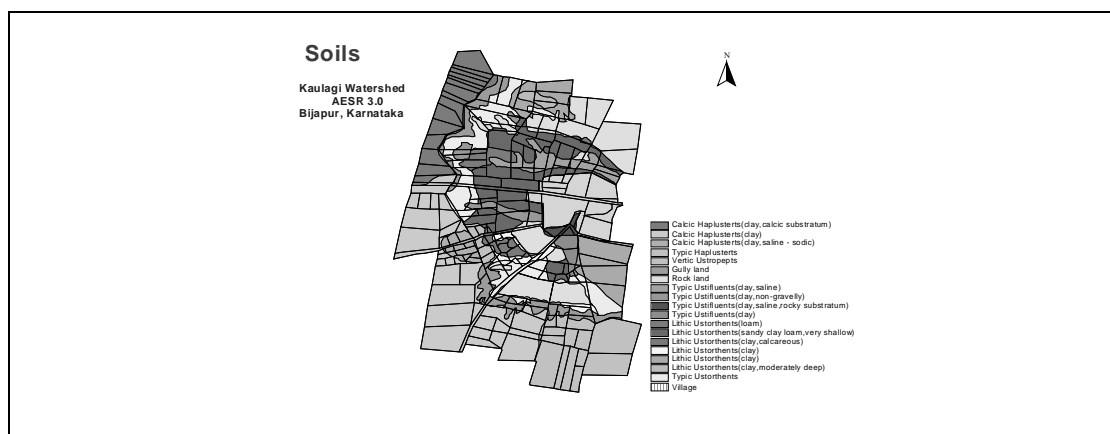 Soils
Kaulagi Watershed
AESR 3.0
Bijapur, Karnataka
N
Calcic Haplusterts(clay,calcic substratum)
Calcic Haplusterts(clay)
Calcic Haplusterts(clay,saline - sodic)
Typic Haplusterts
Vertic Ustropepts
Gully land
Rock land
Typic Ustifluents(clay,saline)
Typic Ustifluents(clay,non-gravelly)
Typic Ustifluents(clay,saline,rocky substratum)
Typic Ustifluents(clay)
Lithic Ustorthents(loam)
Lithic Ustorthents(sandy clay loam,very shallow)
Lithic Ustorthents(clay,calcareous)
Lithic Ustorthents(clay)
Lithic Ustorthents(clay)
Lithic Ustorthents(clay,moderately deep)
Typic Ustorthents
Village